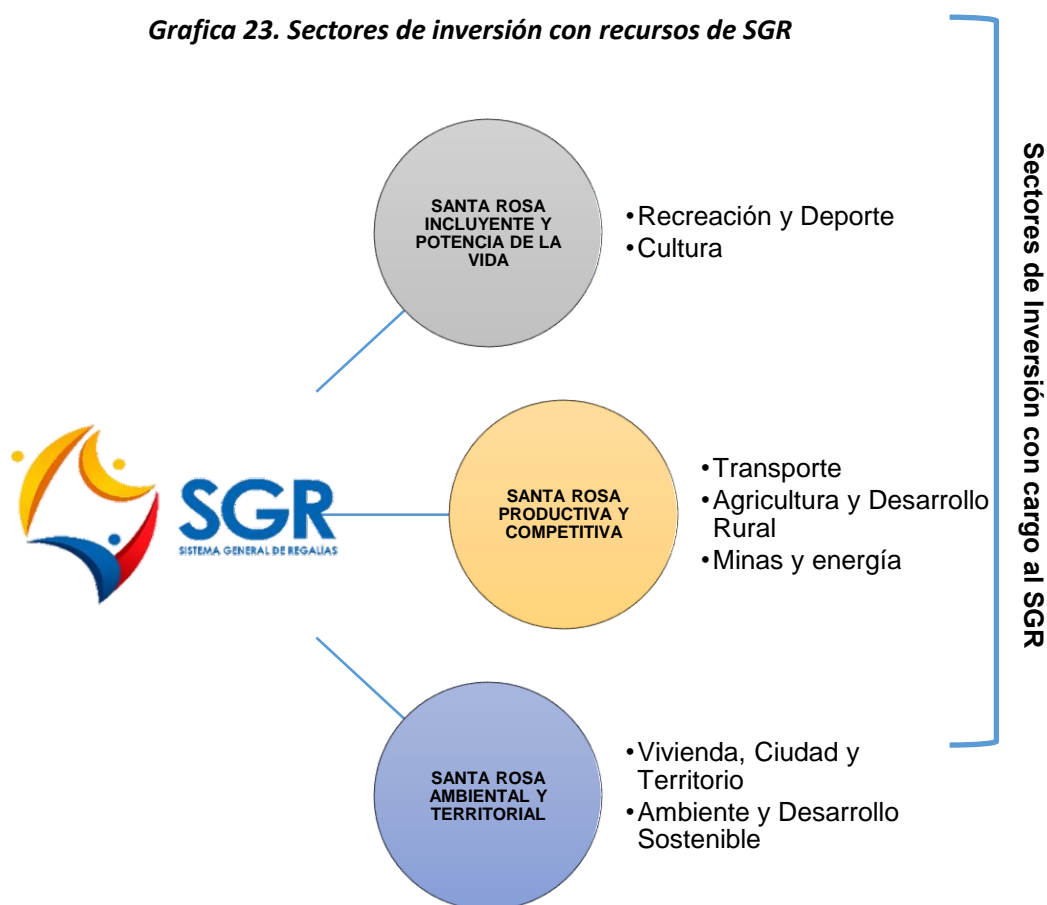 Grafica 23. Sectores de inversión con recursos de SGR
SANTA ROSA
INCLUYENTE Y
POTENCIA DE LA
VIDA
•Recreación y Deporte
•Cultura
SGR
SISTEMA GENERAL DE REGALÍAS
SANTA ROSA
PRODUCTIVA Y
COMPETITIVA
•Transporte
•Agricultura y Desarrollo
Rural
•Minas y energía
SANTA ROSA
AMBIENTAL Y
TERRITORIAL
•Vivienda, Ciudad y
Territorio
•Ambiente y Desarrollo
Sostenible
Sectores de Inversión con cargo al SGR